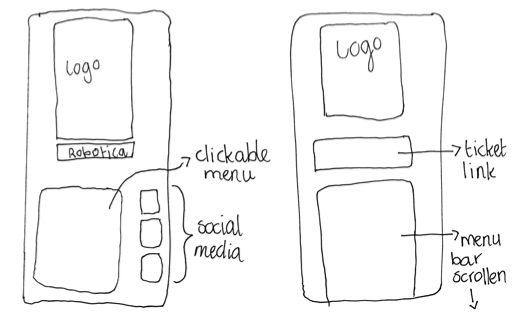 Logo
Robotica
clickable
menu
social
media
Logo
ticket
link
menu
bar
scrollen